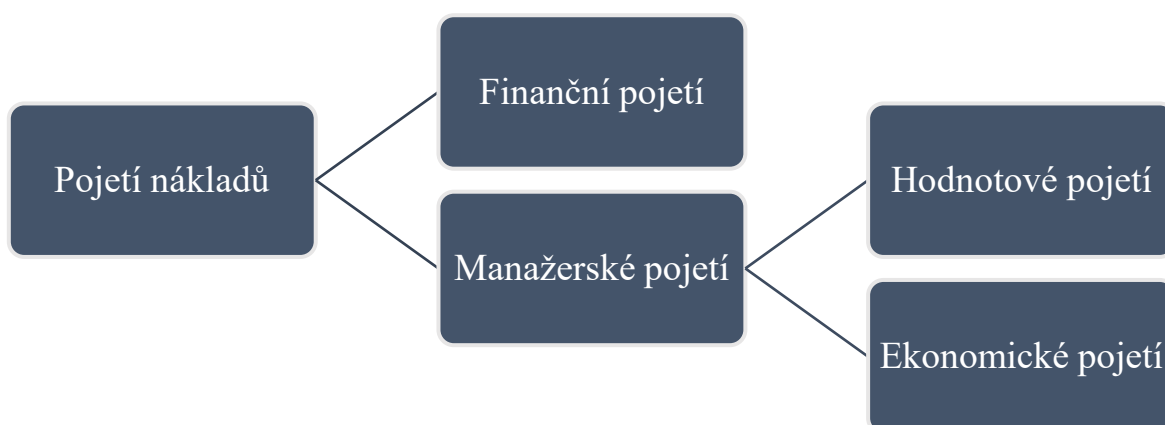 Pojetí nákladů
Finanční pojetí
Manažerské pojetí
Hodnotové pojetí
Ekonomické pojetí